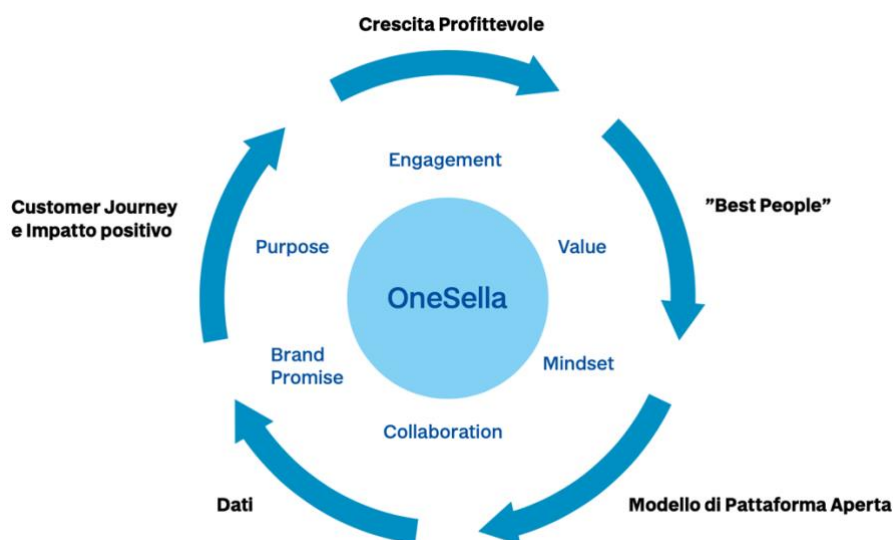 Crescita Profittevole
Engagement
Customer Journey
e Impatto positivo
"Best People"
Purpose
Value
OneSella
Brand
Promise
Mindset
Collaboration
Dati
Modello di Pattaforma Aperta